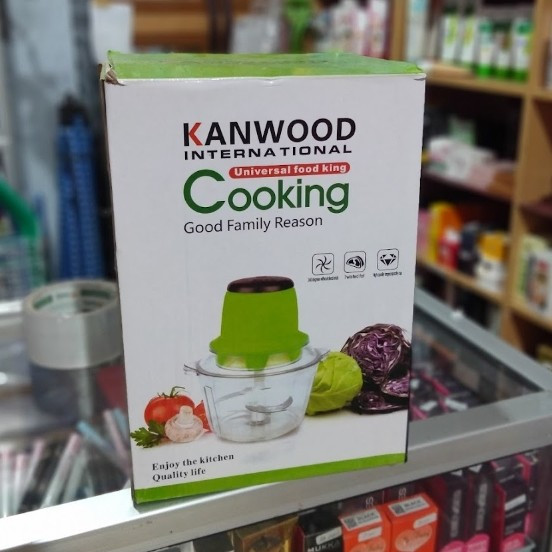 KANWOOD
INTERNATIONAL
Universal food king
Cooking
Good Family Reason
Enjoy the kitchen
Quality life